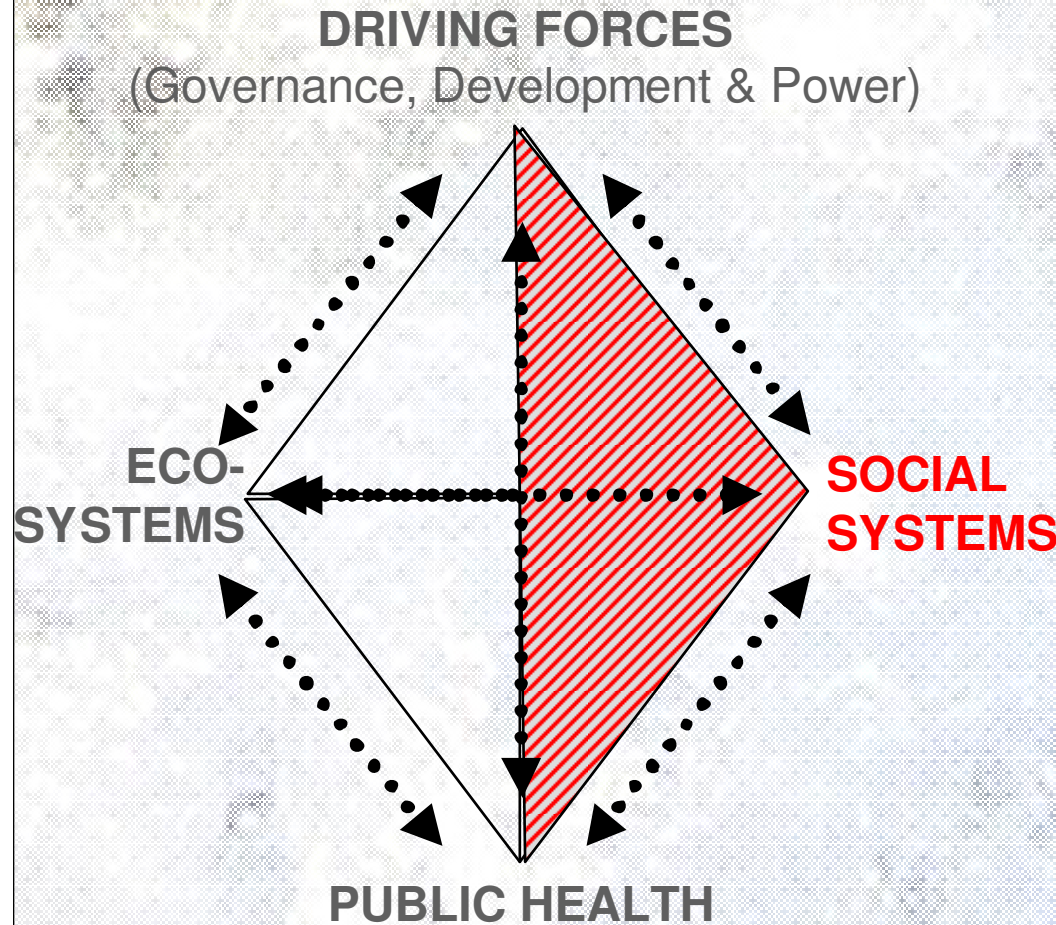 DRIVING FORCES
(Governance, Development & Power)
ECO-
SYSTEMS
SOCIAL
SYSTEMS
PUBLIC HEALTH